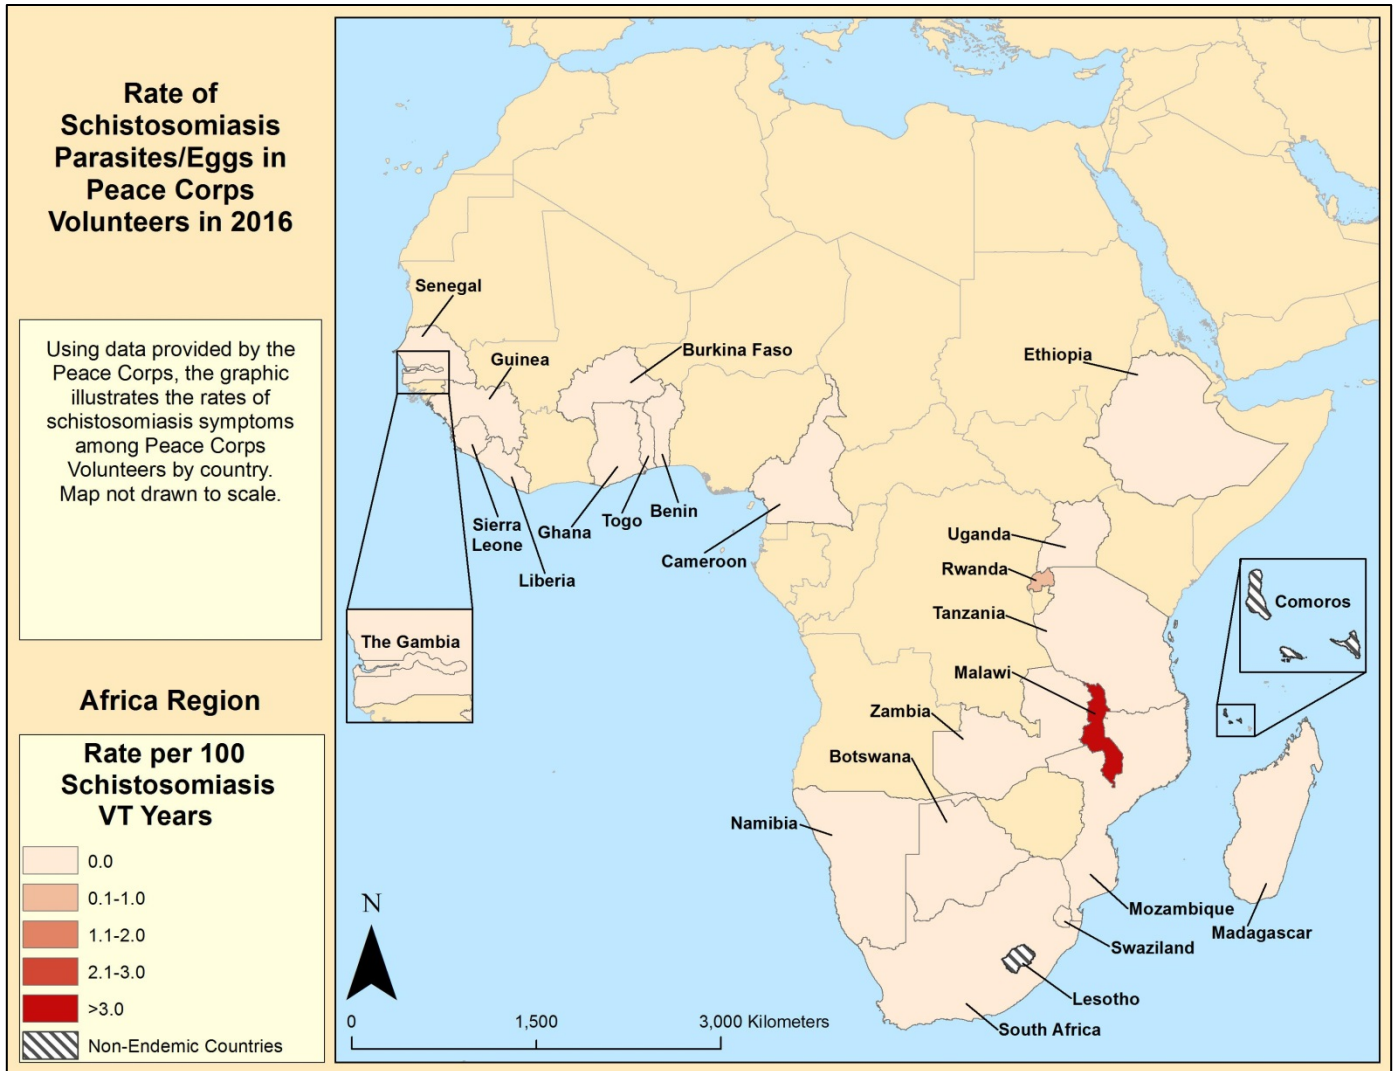 Rate of
Schistosomiasis
Parasites/Eggs in
Peace Corps
Volunteers in 2016
Using data provided by the
Peace Corps, the graphic
illustrates the rates of
schistosomiasis symptoms
among Peace Corps
Volunteers by country.
Map not drawn to scale.
Africa Region
Rate per 100
Schistosomiasis
VT Years
0.0
0.1-1.0
1.1-2.0
2.1-3.0
>3.0
Non-Endemic Countries
Senegal
Guinea
Burkina Faso
Ethiopia
Sierra
Leone
Ghana
Togo
Benin
Liberia
Cameroon
Uganda
Rwanda
Tanzania
Malawi
Zambia
Botswana
Namibia
The Gambia
Comoros
Mozambique
Madagascar
Swaziland
Lesotho
South Africa
N
0
1,500
3,000 Kilometers